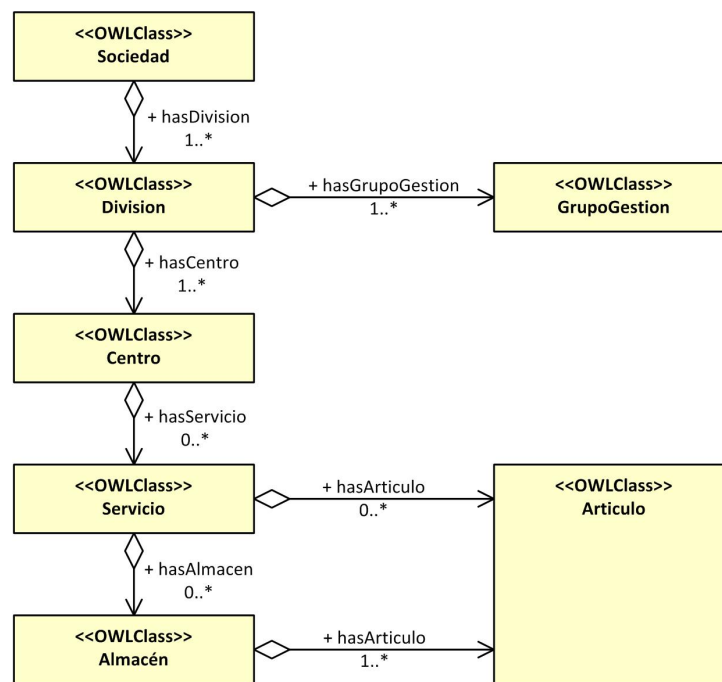 <<OWLClass>>
Sociedad
+ hasDivision
1..*
<<OWLClass>>
Division
+ hasGrupoGestion
1..*
<<OWLClass>>
GrupoGestion
+ hasCentro
1..*
<<OWLClass>>
Centro
+ hasServicio
0..*
<<OWLClass>>
Servicio
+ hasArticulo
0..*
<<OWLClass>>
Articulo
+ hasAlmacen
0..*
<<OWLClass>>
Almacén
+ hasArticulo
1..*